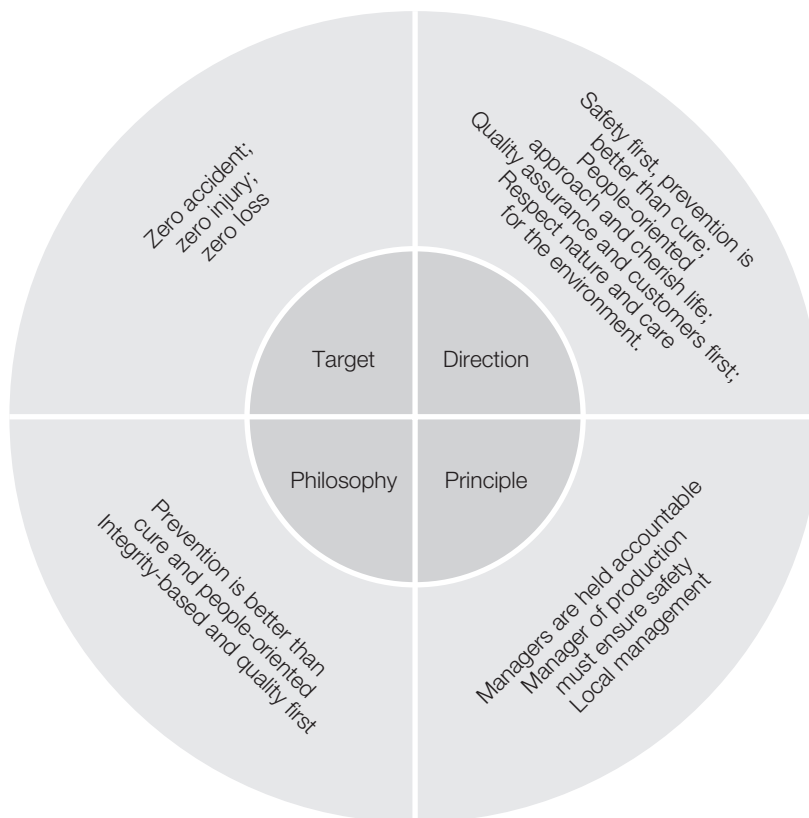 Zero accident;
zero injury;
zero loss
Safety first, prevention is
better than cure;
People-oriented
approach and cherish life;
Quality assurance and customers first;
Respect nature and care
for the environment.
Target
Direction
Philosophy
Principle
Prevention is better than
cure and people-oriented
Integrity-based and quality first
Managers are held accountable
Manager of production
must ensure safety
Local management